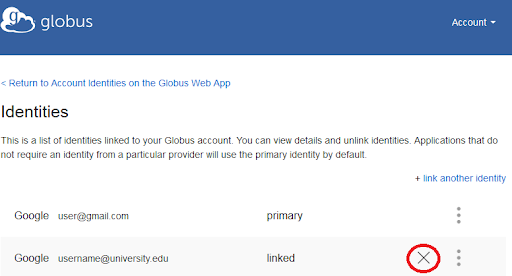 g globus
Account
< Return to Account Identities on the Globus Web App
Identities
This is a list of identities linked to your Globus account. You can view details and unlink identities. Applications that do
not require an identity from a particular provider will use the primary identity by default.
+ link another identity
Google user@gmail.com primary
Google username@university.edu linked